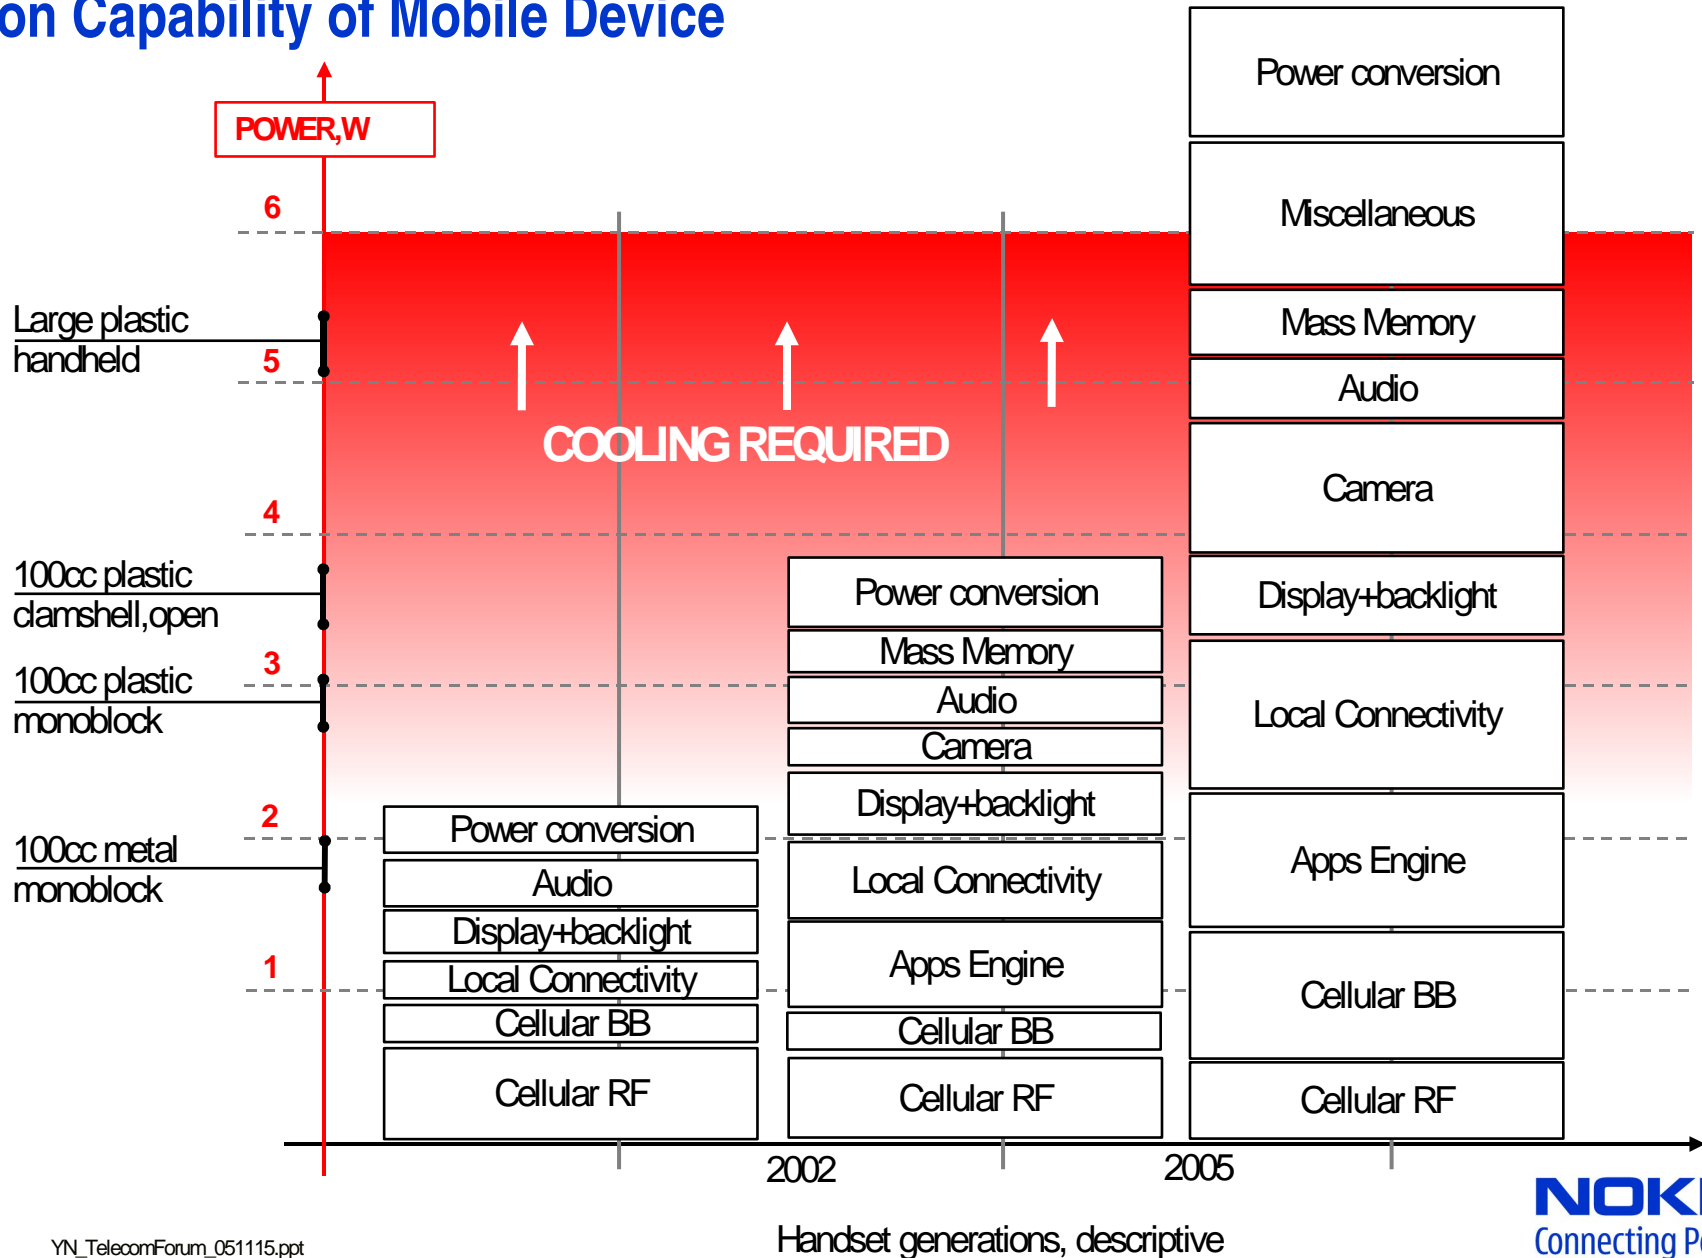 on Capability of Mobile Device
POWER,W
6
5
4
3
2
1
Large plastic
handheld
100cc plastic
clamshell,open
100cc plastic
monoblock
100cc metal
monoblock
COOLING REQUIRED
Power conversion
Audio
Display+backlight
Local Connectivity
Cellular BB
Cellular RF
Power conversion
Mass Memory
Audio
Camera
Display+backlight
Local Connectivity
Apps Engine
Cellular BB
Cellular RF
Power conversion
Miscellaneous
Mass Memory
Audio
Camera
Display+backlight
Local Connectivity
Apps Engine
Cellular BB
Cellular RF
2002
2005
Handset generations, descriptive
YN_TelecomForum_051115.ppt
NOK
Connecting Pe